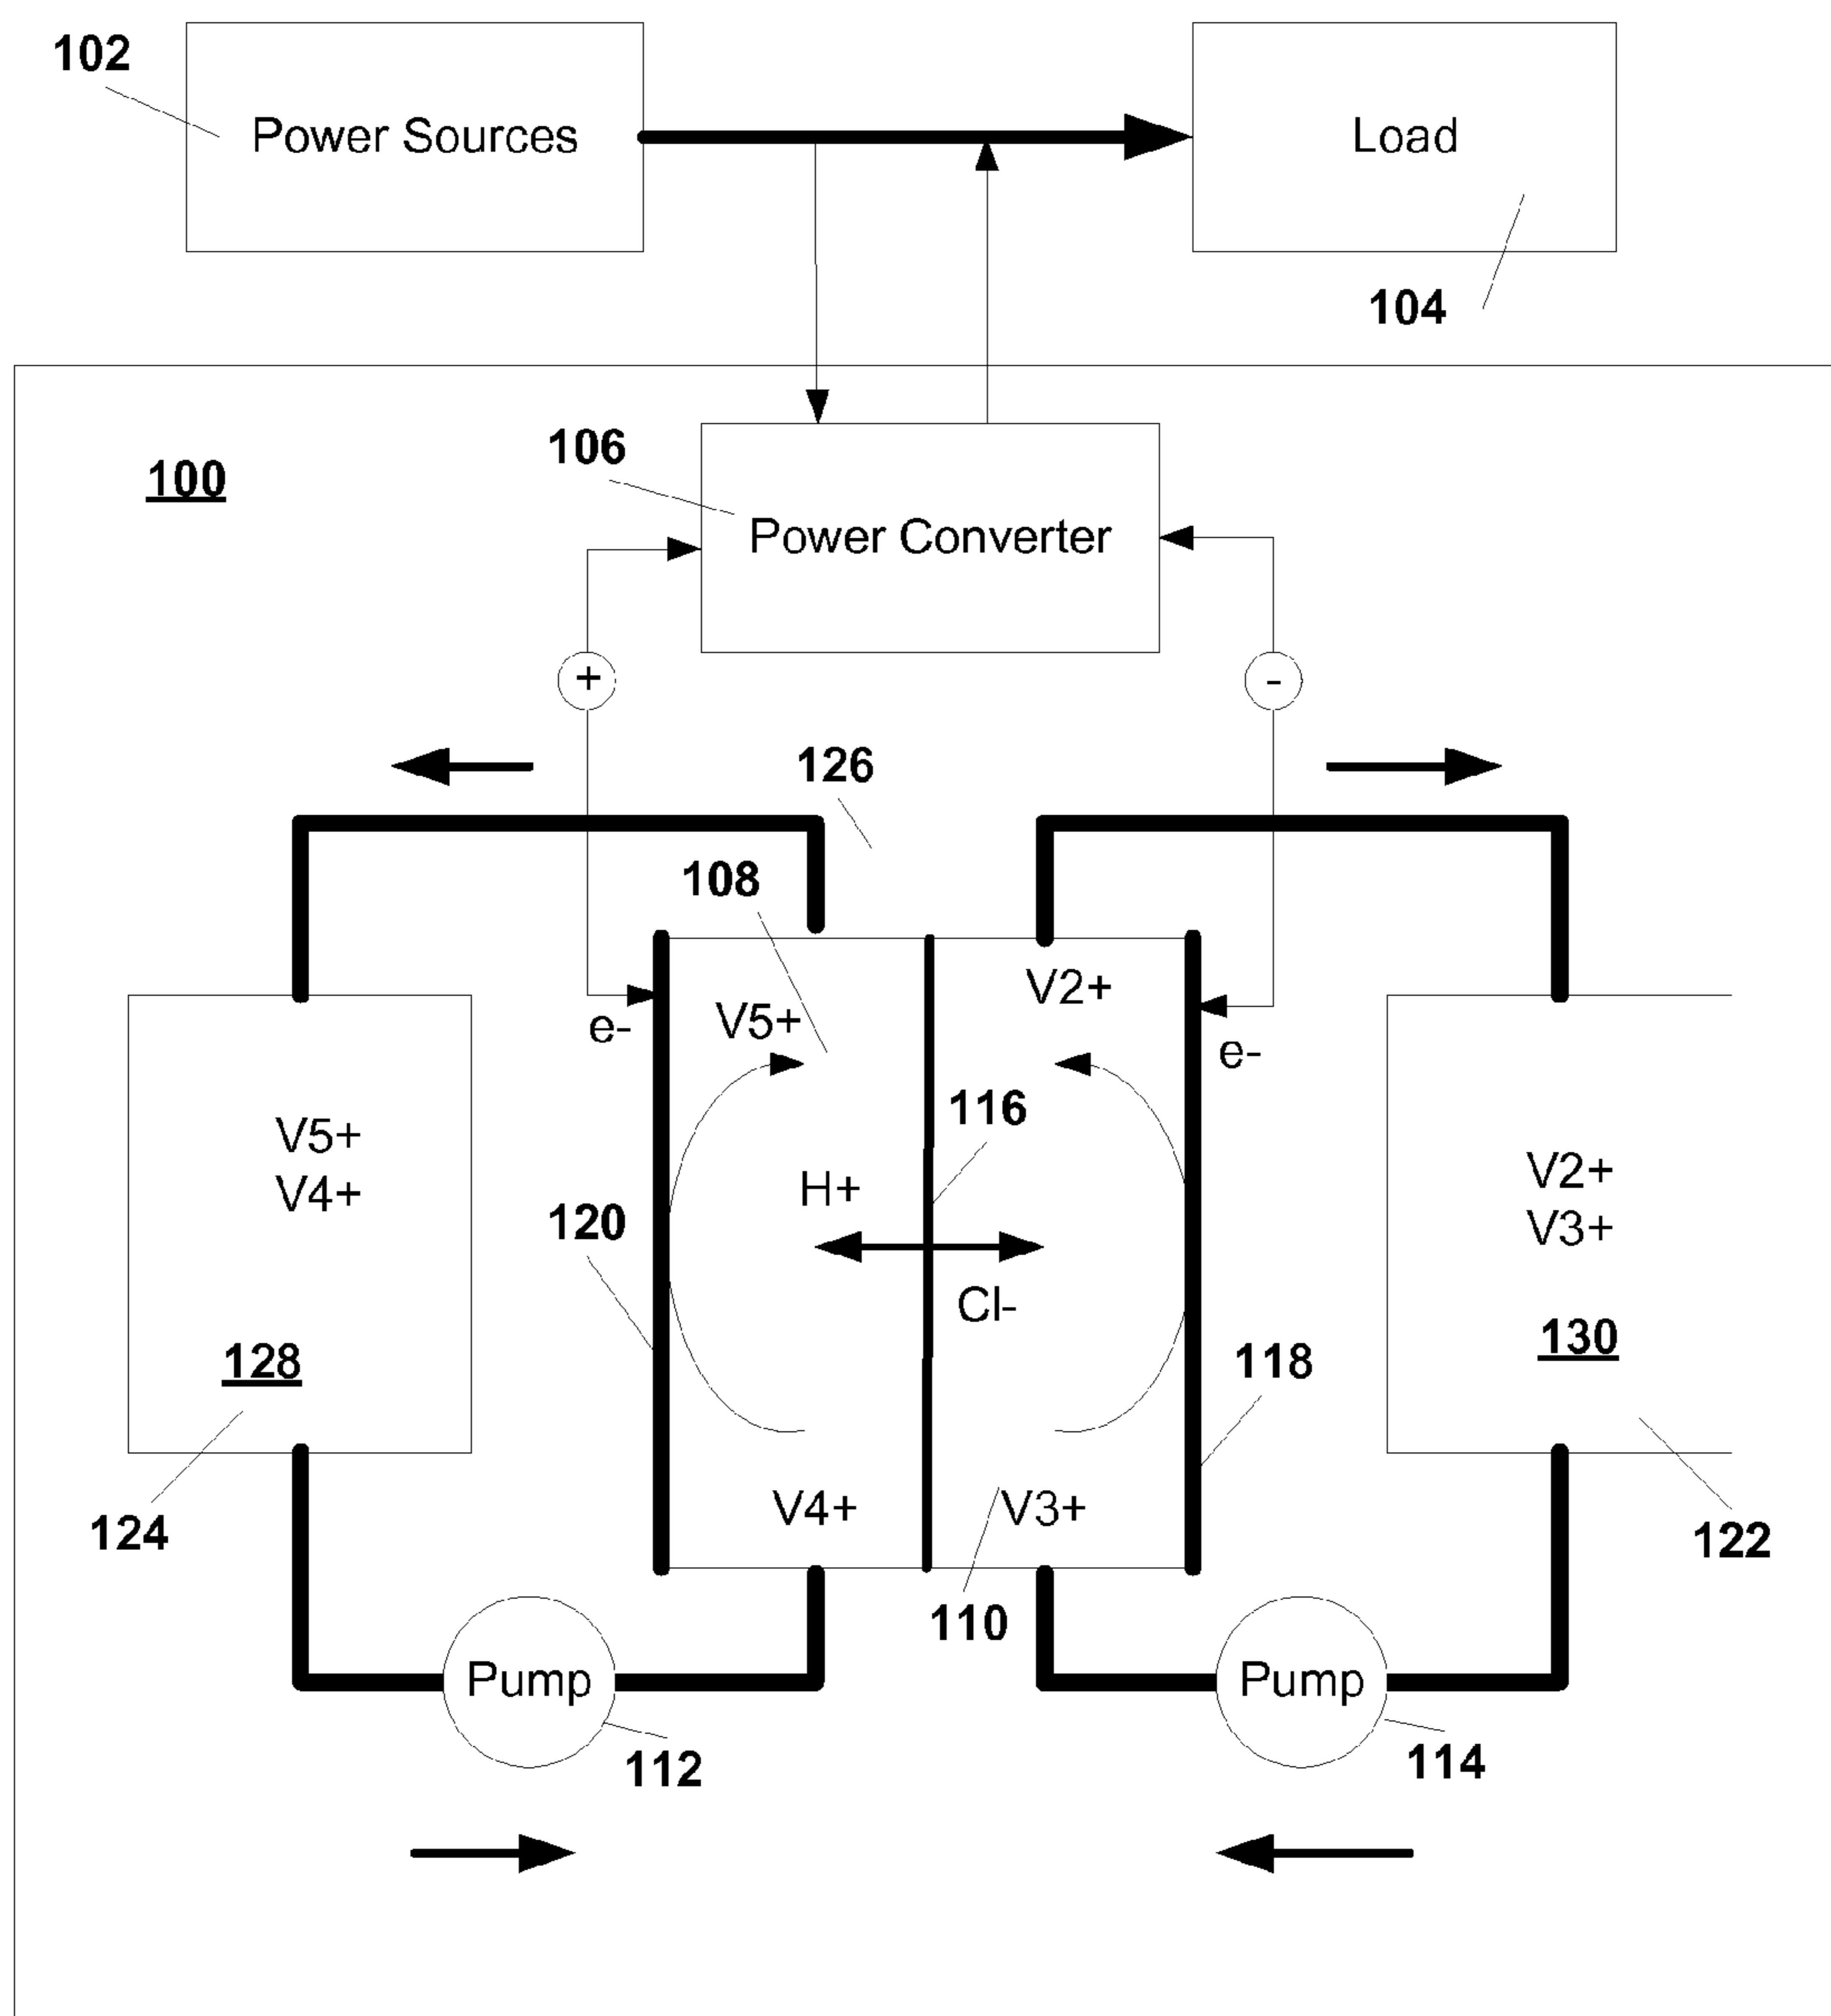 102
Power Sources
Load
104
100
106
Power Converter
+
-
126
108
e-
V5+
V2+
e-
116
V5+
V4+
H+
Cl-
120
V2+
V3+
128
130
118
124
V4+
V3+
122
110
Pump
Pump
112
114